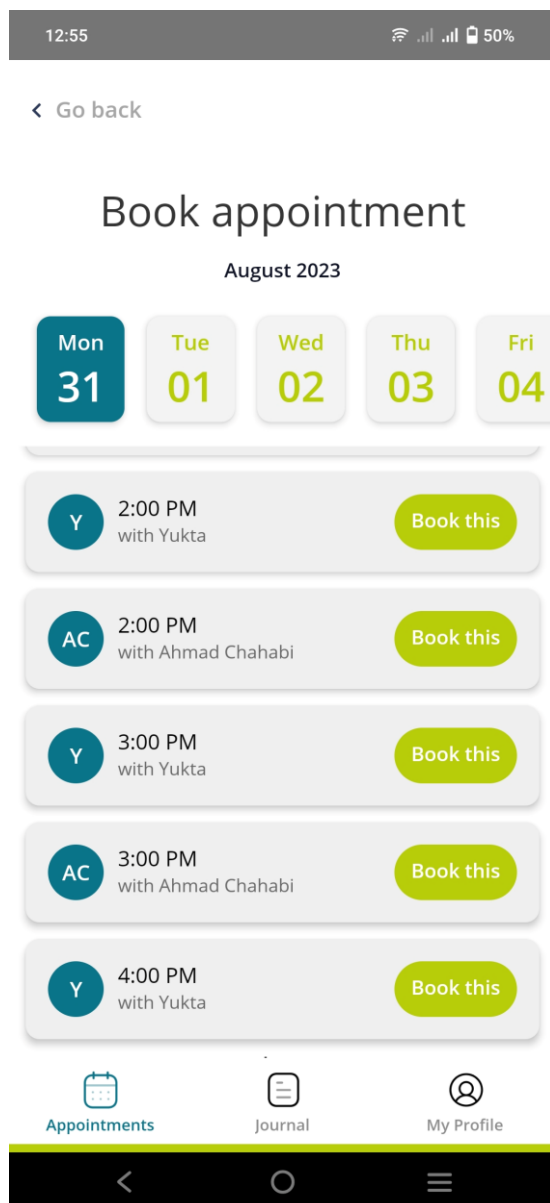 12:55 50%
Go back
Book appointment
August 2023
Mon Tue Wed Thu Fri
31 01 02 03 04
Y 2:00 PM
with Yukta
Book this
AC 2:00 PM
with Ahmad Chahabi
Book this
Y 3:00 PM
with Yukta
Book this
AC 3:00 PM
with Ahmad Chahabi
Book this
Y 4:00 PM
with Yukta
Book this
Appointments Journal My Profile